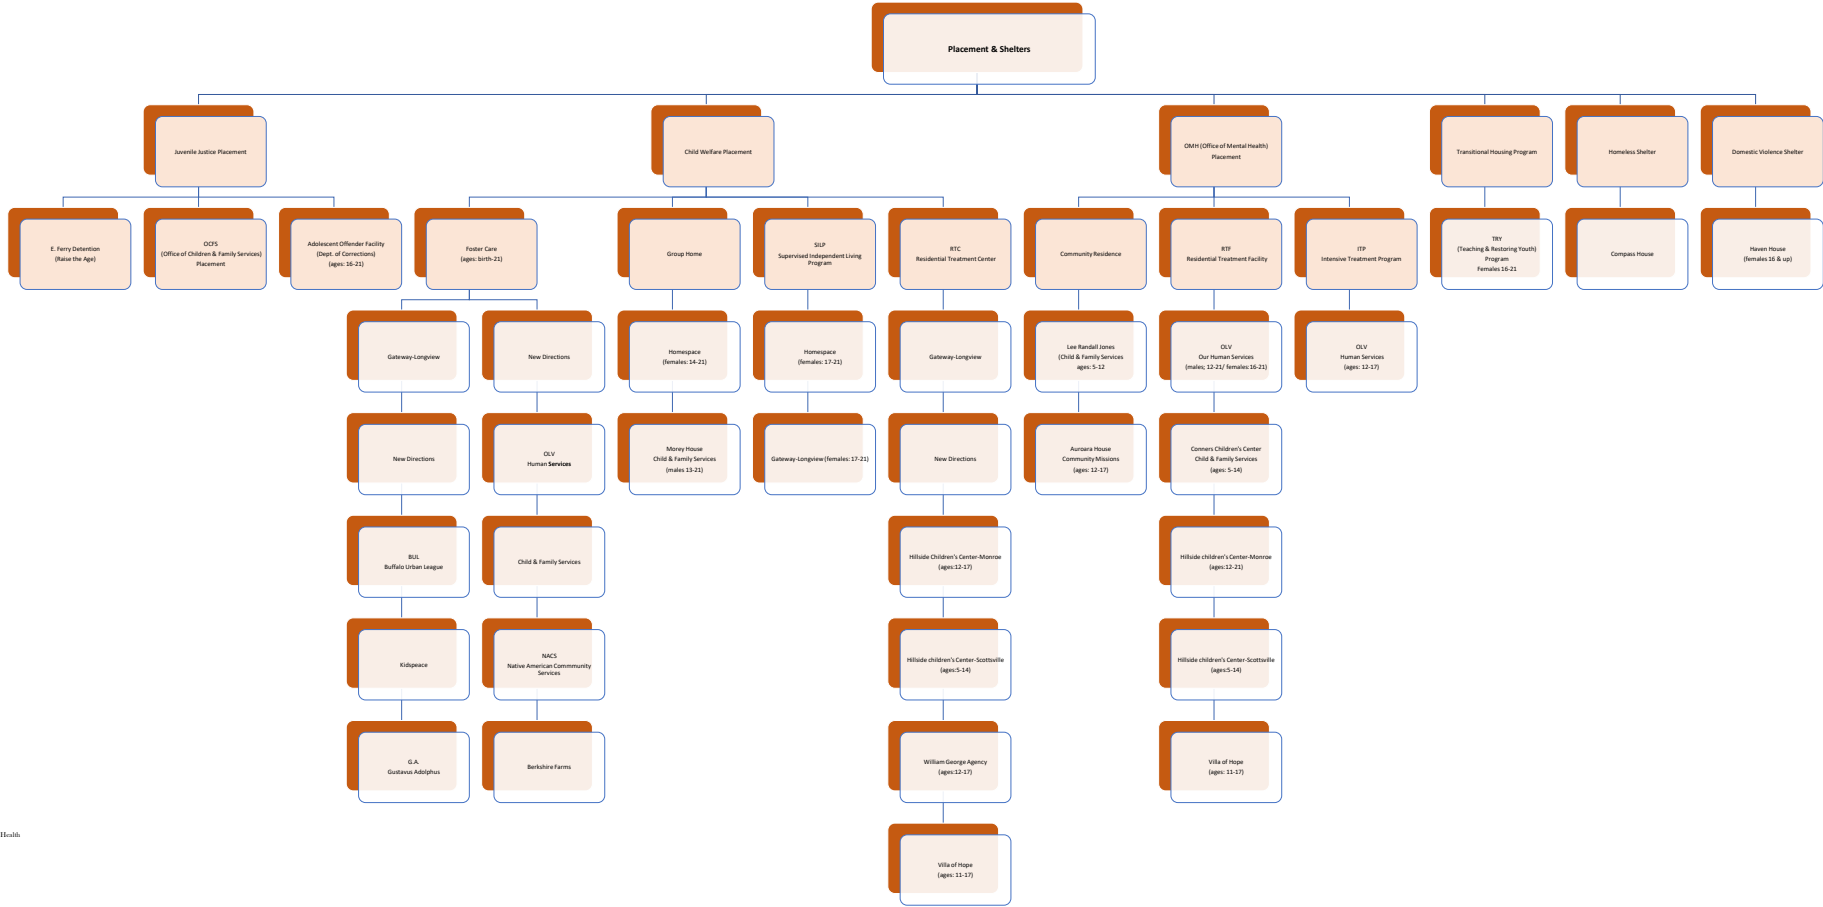 Placement & Shelters
Juvenile Justice Placement
Child Welfare Placement
OMH (Office of Mental Health)
Placement
Transitional Housing Program
Homeless Shelter
Domestic Violence Shelter
E. Ferry Detention
(Raise the Age)
OCFS
(Office of Children & Family Services)
Placement
Adolescent Offender Facility
(Dept. of Corrections)
(ages: 16-21)
Foster Care
(ages: birth-21)
Group Home
SILP
Supervised Independent Living
Program
RTC
Residential Treatment Center
Community Residence
RTF
Residential Treatment Facility
ITP
Intensive Treatment Program
TRY
(Teaching & Restoring Youth)
Program
Females 16-21
Compass House
Haven House
(females 16 & up)
Gateway-Longview
New Directions
Homespace
(females: 14-21)
Homespace
(females: 17-21)
Gateway-Longview
Lee Randall Jones
(Child & Family Services
ages: 5-12
OLV
Our Human Services
(males; 12-21/ females:16-21)
OLV
Human Services
(ages: 12-17)
New Directions
OLV
Human Services
Morey House
Child & Family Services
(males 13-21)
Gateway-Longview (females: 17-21)
New Directions
Auroara House
Community Missions
(ages: 12-17)
Conners Children's Center
Child & Family Services
(ages: 5-14)
BUL
Buffalo Urban League
Child & Family Services
Hillside Children's Center-Monroe
(ages:12-17)
Hillside children's Center-Monroe
(ages:12-21)
Kidspeace
NACS
Native American Commmunity
Services
Hillside children's Center-Scottsville
(ages:5-14)
Hillside children's Center-Scottsville
(ages:5-14)
G.A.
Gustavus Adolphus
Berkshire Farms
William George Agency
(ages:12-17)
Villa of Hope
(ages: 11-17)
Health
Villa of Hope
(ages: 11-17)